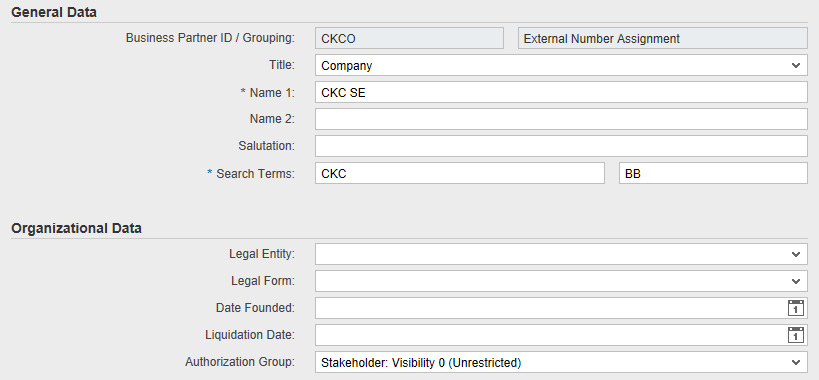 General Data
Business Partner ID / Grouping: CKCO External Number Assignment
Title: Company
* Name 1: CKC SE
Name 2:
Salutation:
* Search Terms: CKC BB
Organizational Data
Legal Entity:
Legal Form:
Date Founded: 1
Liquidation Date: 1
Authorization Group: Stakeholder: Visibility 0 (Unrestricted)